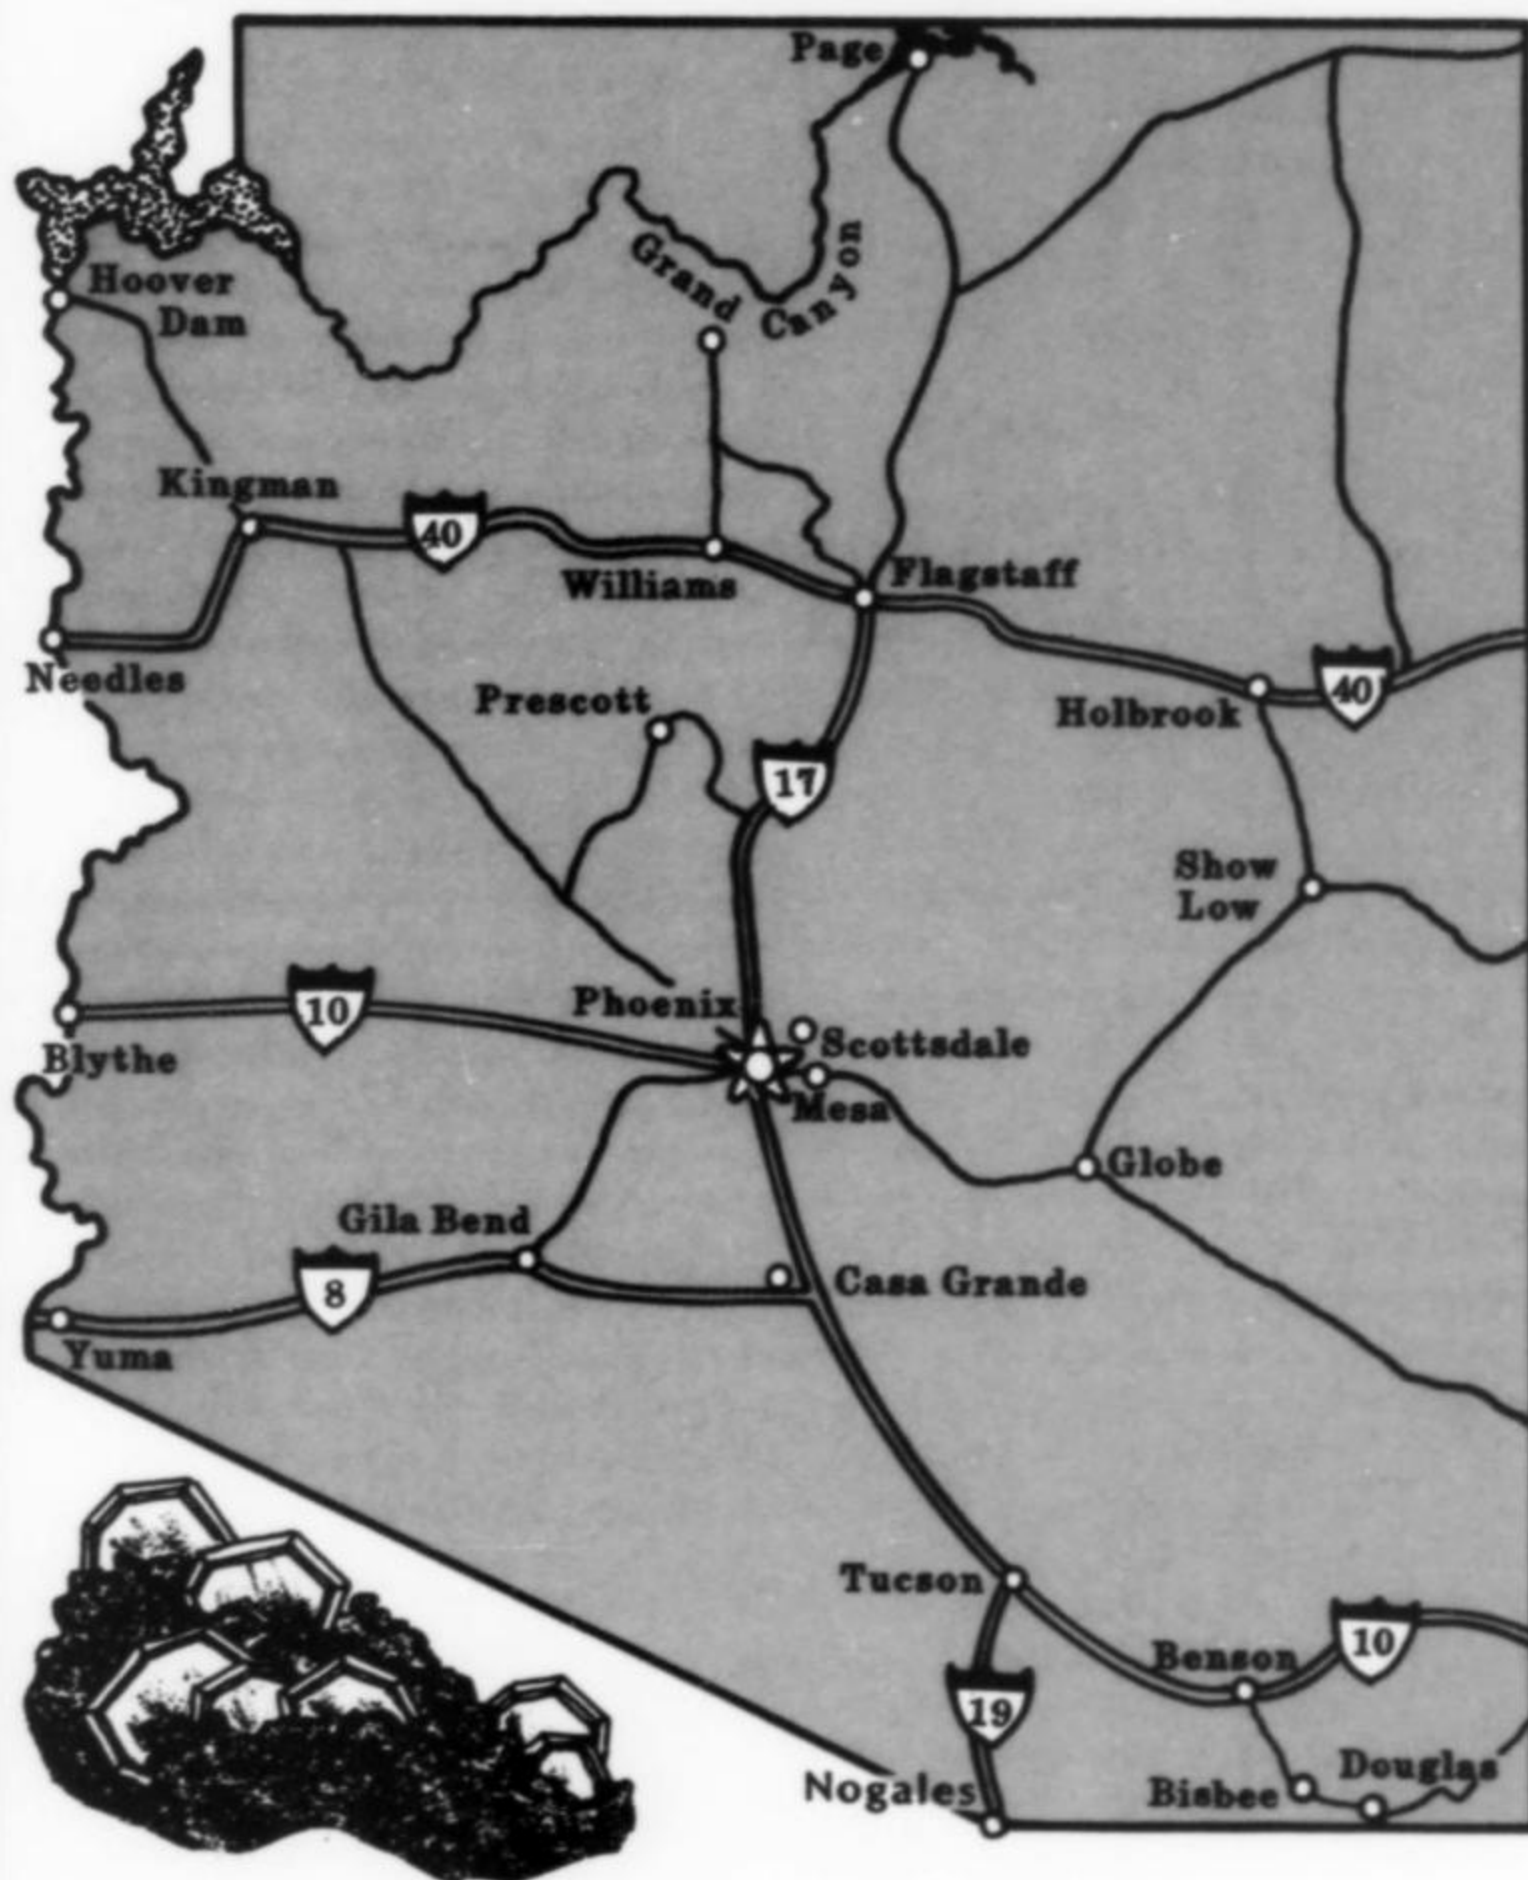 Page
Grand
Canyon
Hoover
Dam
Kingman
40
Williams
Flagstaff
Needles
Prescott
Holbrook
40
17
Show
Low
10
Phoenix
Scottsdale
Blythe
Mesa
Globe
Gila Bend
8
Casa Grande
Yuma
Tucson
Benson
10
19
Nogales
Bisbee
Douglas